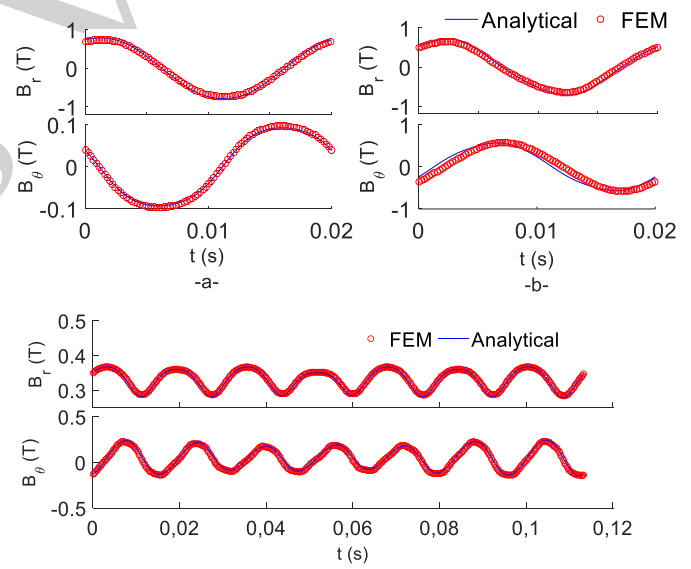 Analytical FEM
1
0
-1
B_r (T)
1
0
-1
B_r (T)
0.1
0
-0.1
B_θ (T)
0 0.01 0.02
t (s)
-a-
1
0
-1
B_θ (T)
0 0.01 0.02
t (s)
-b-
FEM Analytical
0.5
0.4
0.3
B_r (T)
0.5
0
-0.5
B_θ (T)
0 0,02 0,04 0,06 0,08 0,1 0,12
t (s)